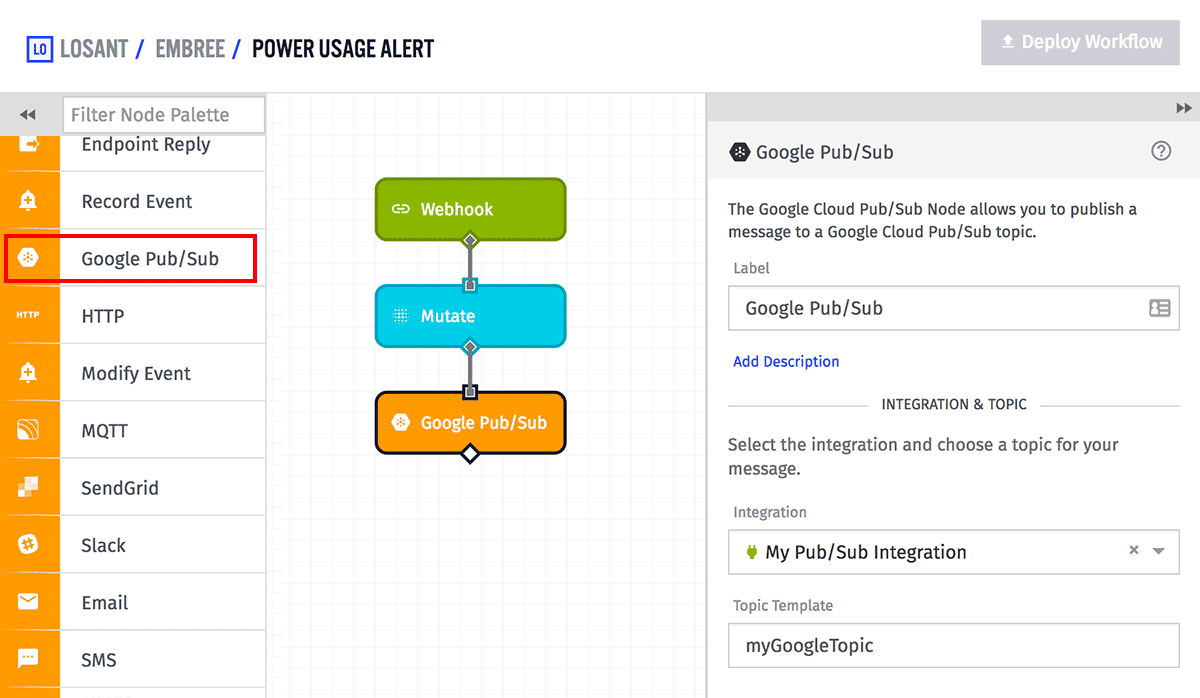 LO LOSANT / EMBREE / POWER USAGE ALERT
Deploy Workflow
Filter Node Palette
Endpoint Reply
Record Event
Google Pub/Sub
HTTP HTTP
Modify Event
MQTT
SendGrid
Slack
Email
SMS
Webhook
Mutate
Google Pub/Sub
Google Pub/Sub
The Google Cloud Pub/Sub Node allows you to publish a
message to a Google Cloud Pub/Sub topic.
Label
Google Pub/Sub
Add Description
INTEGRATION & TOPIC
Select the integration and choose a topic for your
message.
Integration
My Pub/Sub Integration
Topic Template
myGoogleTopic